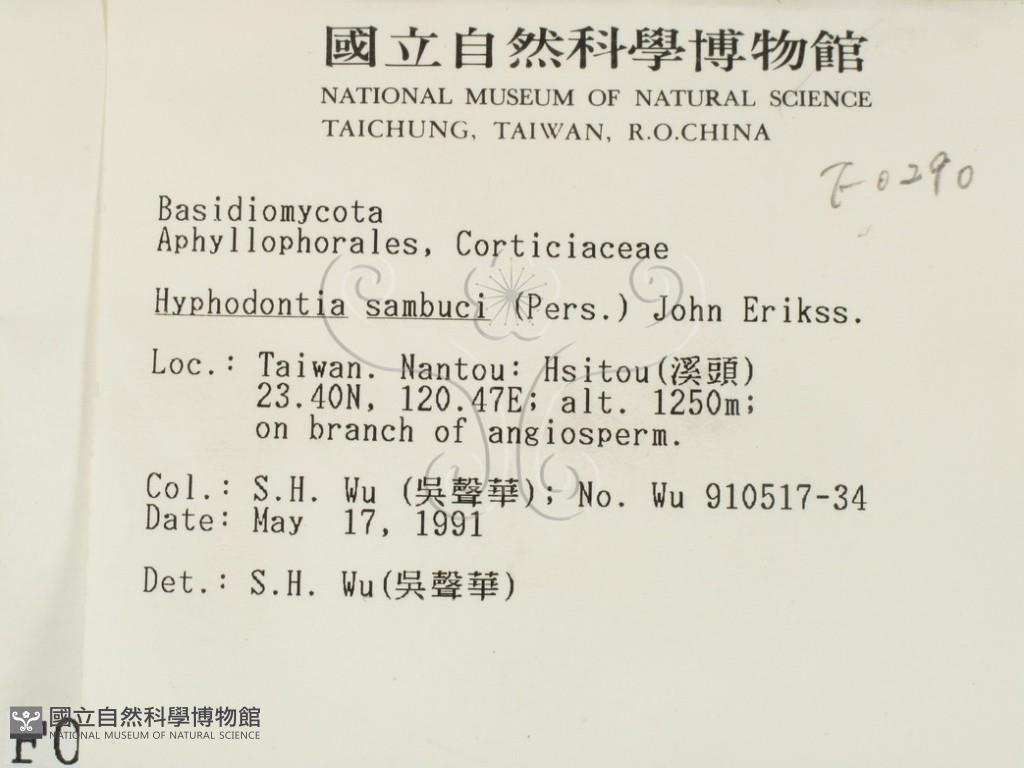 國立自然科學博物館
NATIONAL MUSEUM OF NATURAL SCIENCE
TAICHUNG, TAIWAN, R.O.CHINA
F0290
Basidiomycota
Aphyllophorales, Corticiaceae
Hyphodontia sambuci (Pers.) John Erikss.
Loc.: Taiwan. Nantou: Hsitou(溪頭)
23.40N, 120.47E; alt. 1250m;
on branch of angiosperm.
Col.: S.H. Wu (吳聲華); No. Wu 910517-34
Date: May 17, 1991
Det.: S.H. Wu(吳聲華)
國立自然科學博物館
NATIONAL MUSEUM OF NATURAL SCIENCE
F0